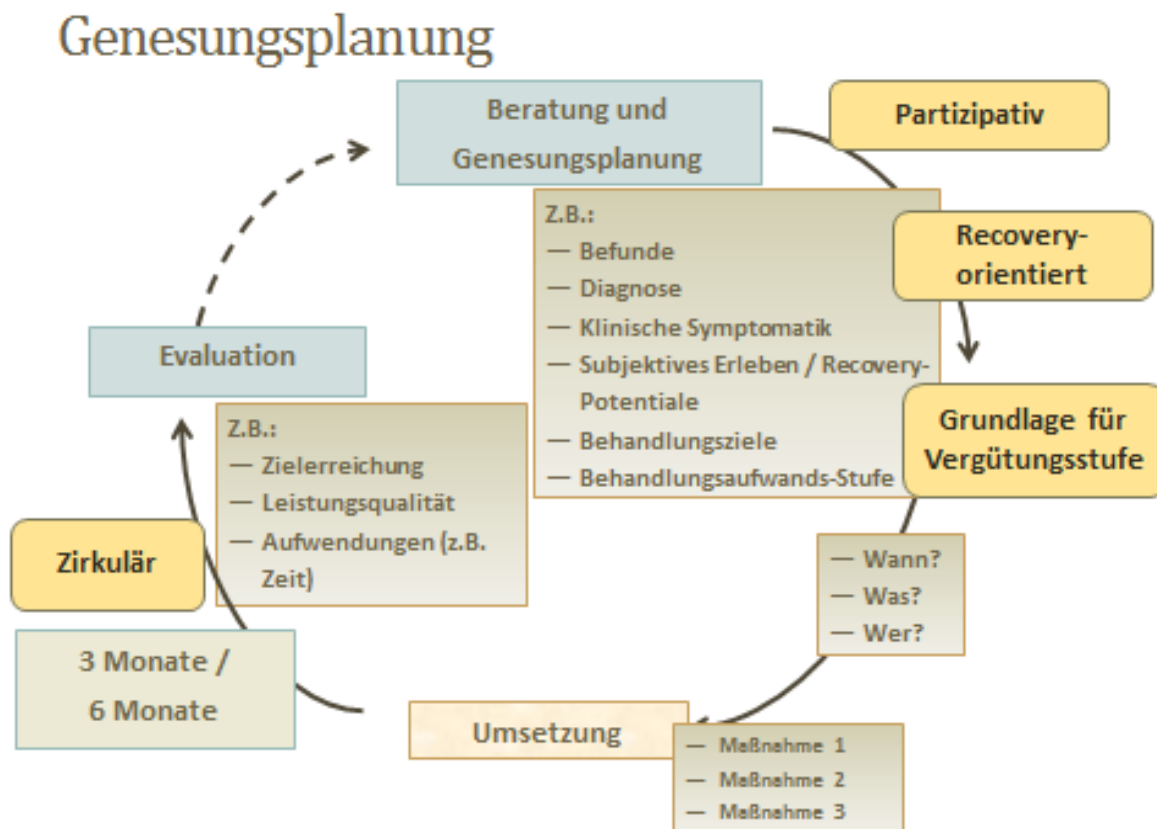 Genesungsplanung
Beratung und
Genesungsplanung
Partizipativ
Z.B.:
— Befunde
— Diagnose
— Klinische Symptomatik
— Subjektives Erleben / Recovery-
Potentiale
— Behandlungsziele
— Behandlungsaufwands-Stufe
Recovery-
orientiert
Grundlage für
Vergütungsstufe
— Wann?
— Was?
— Wer?
Umsetzung
— Maßnahme 1
— Maßnahme 2
— Maßnahme 3
Evaluation
Z.B.:
— Zielerreichung
— Leistungsqualität
— Aufwendungen (z.B.
Zeit)
Zirkulär
3 Monate /
6 Monate